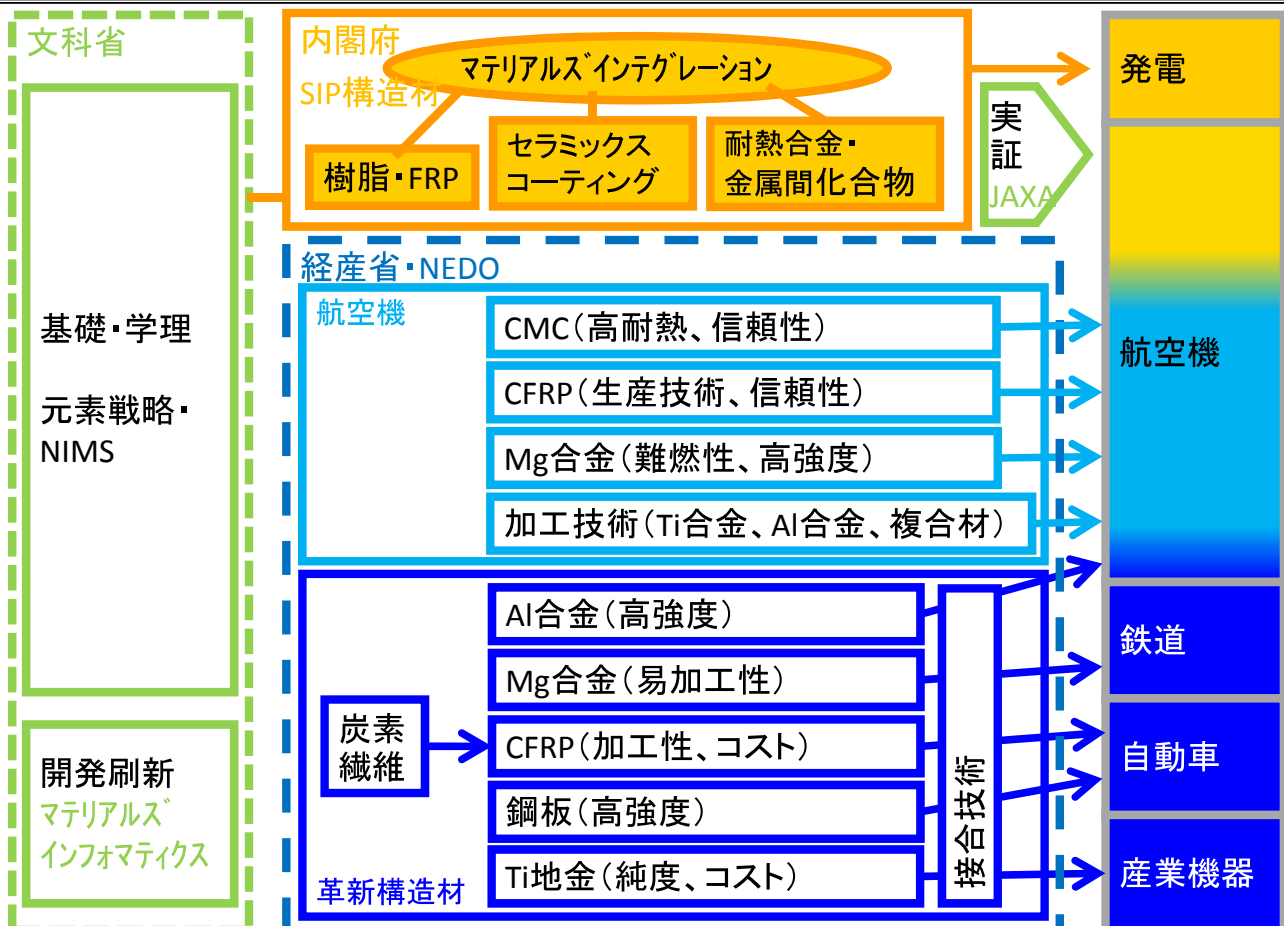 文科省
基礎・学理
元素戦略・
NIMS
開発刷新
マテリアルズ
インフォマティクス
内閣府
SIP構造材
マテリアルズインテグレーション
樹脂・FRP
セラミックス
コーティング
耐熱合金・
金属間化合物
実証
JAXA
経産省・NEDO
航空機
CMC(高耐熱、信頼性)
CFRP(生産技術、信頼性)
Mg合金(難燃性、高強度)
加工技術(Ti合金、Al合金、複合材)
炭素
繊維
革新構造材
Al合金(高強度)
Mg合金(易加工性)
CFRP(加工性、コスト)
鋼板(高強度)
Ti地金(純度、コスト)
接合技術
発電
航空機
鉄道
自動車
産業機器